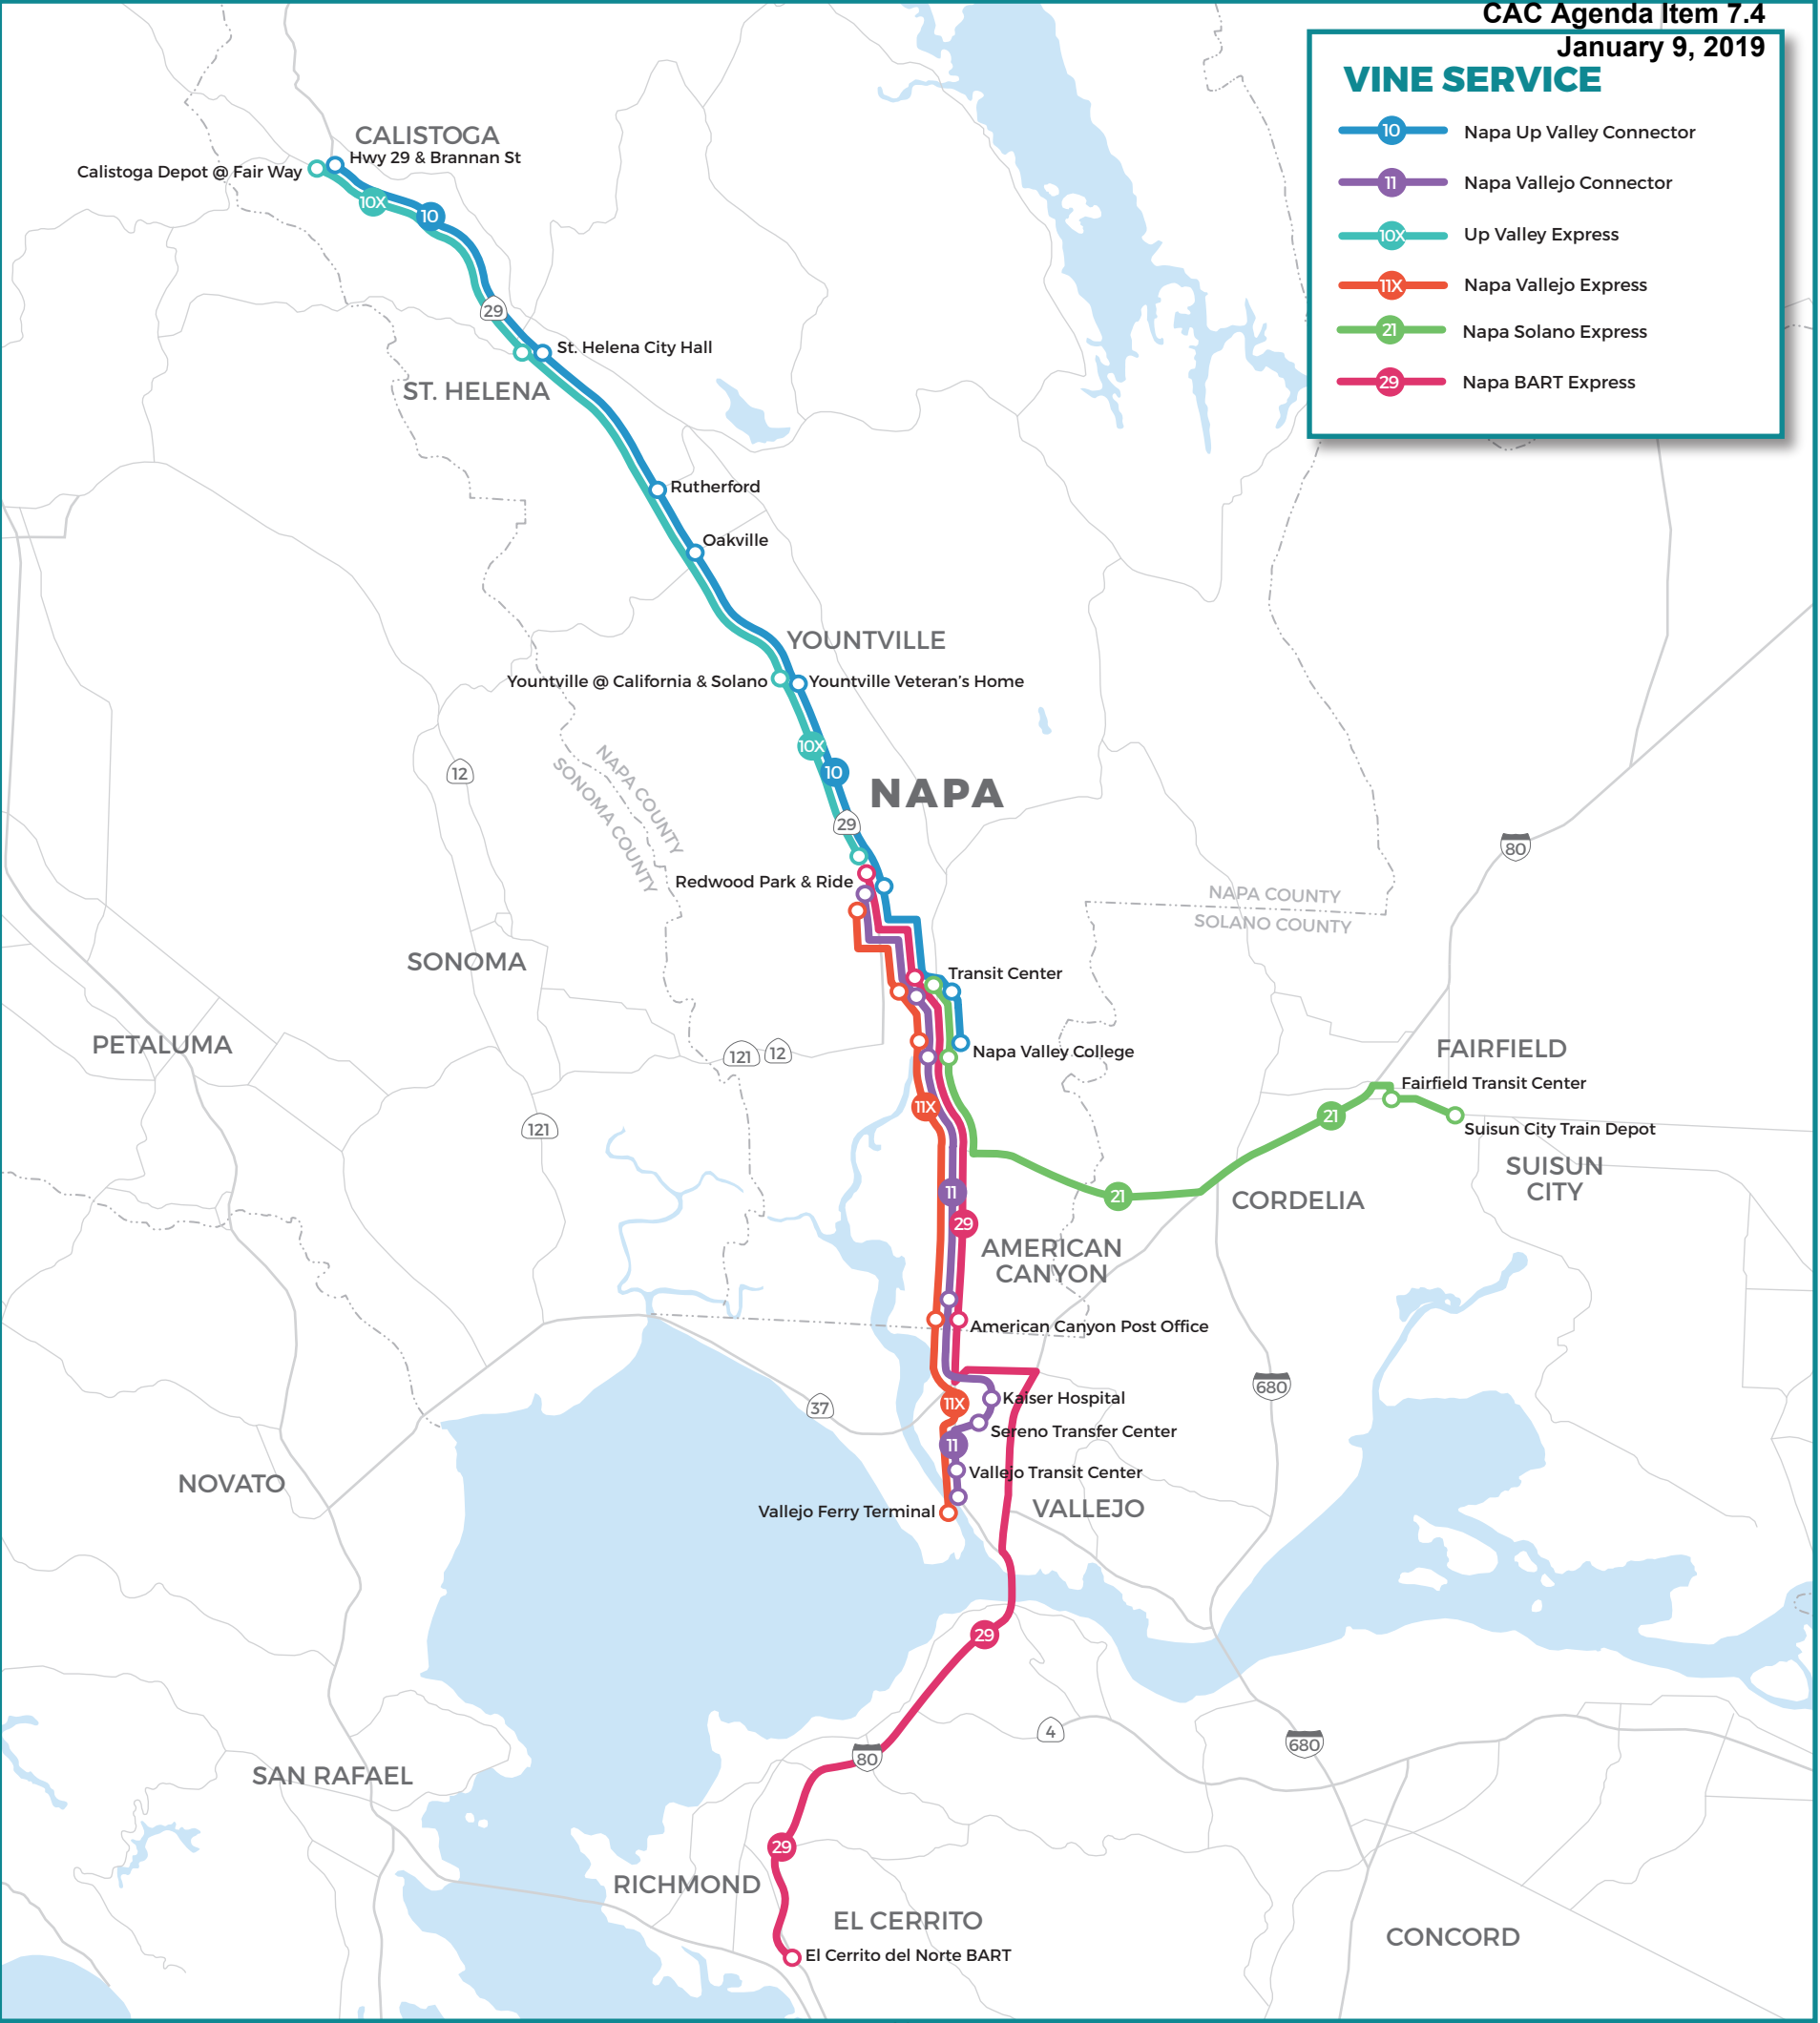 CAC Agenda Item 7.4
January 9, 2019
VINE SERVICE
10 Napa Up Valley Connector
11 Napa Vallejo Connector
10X Up Valley Express
11X Napa Vallejo Express
21 Napa Solano Express
29 Napa BART Express
CALISTOGA
Hwy 29 & Brannan St
Calistoga Depot @ Fair Way
10X
10
29
St. Helena City Hall
ST. HELENA
Rutherford
Oakville
YOUNTVILLE
Yountville @ California & Solano
Yountville Veteran's Home
10X
10
12
NAPA COUNTY
SONOMA COUNTY
NAPA
29
80
Redwood Park & Ride
NAPA COUNTY
SOLANO COUNTY
SONOMA
Transit Center
PETALUMA
121
12
Napa Valley College
FAIRFIELD
Fairfield Transit Center
11X
21
121
Suisun City Train Depot
SUISUN
CITY
11
21
CORDELIA
29
AMERICAN
CANYON
American Canyon Post Office
680
37
11X
Kaiser Hospital
Sereno Transfer Center
11
Vallejo Transit Center
NOVATO
Vallejo Ferry Terminal
VALLEJO
29
4
680
80
SAN RAFAEL
29
RICHMOND
EL CERRITO
CONCORD
El Cerrito del Norte BART